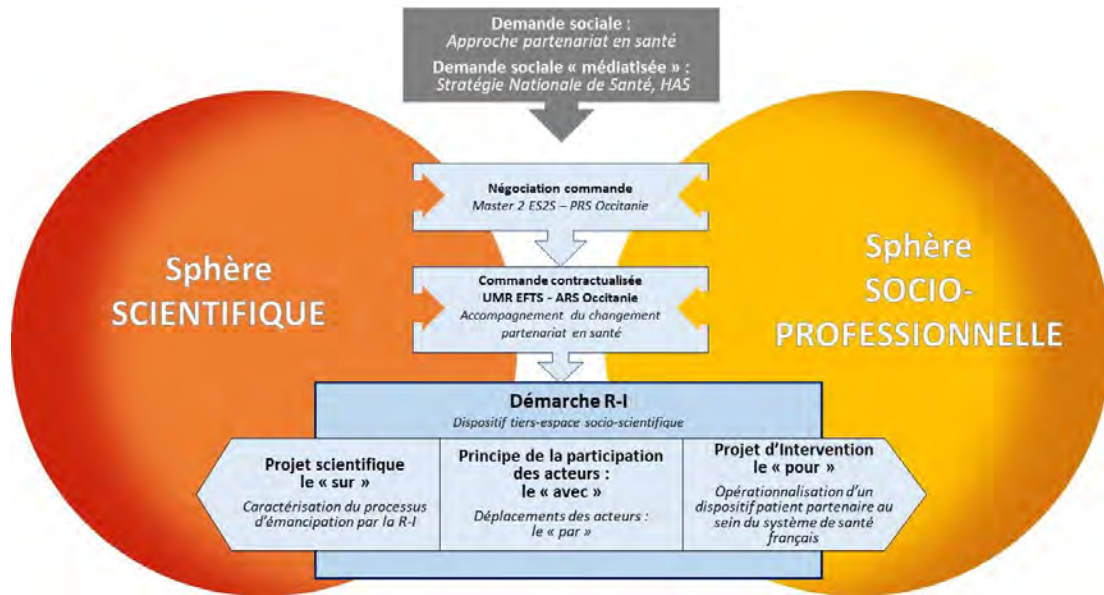 Demande sociale :
Approche partenariat en santé
Demande sociale « médiatisée » :
Stratégie Nationale de Santé, HAS
Négociation commande
Master 2 ES2S – PRS Occitanie
Sphère
SCIENTIFIQUE
Sphère
SOCIO-
PROFESSIONNELLE
Commande contractualisée
UMR EFTS - ARS Occitanie
Accompagnement du changement
partenariat en santé
Démarche R-I
Dispositif tiers-espace socio-scientifique
Projet scientifique
le « sur »
Caractérisation du processus
d'émancipation par la R-I
Principe de la participation
des acteurs :
le « avec »
Déplacements des acteurs :
le « par »
Projet d'Intervention
le « pour »
Opérationnalisation d'un
dispositif patient partenaire au
sein du système de santé
français